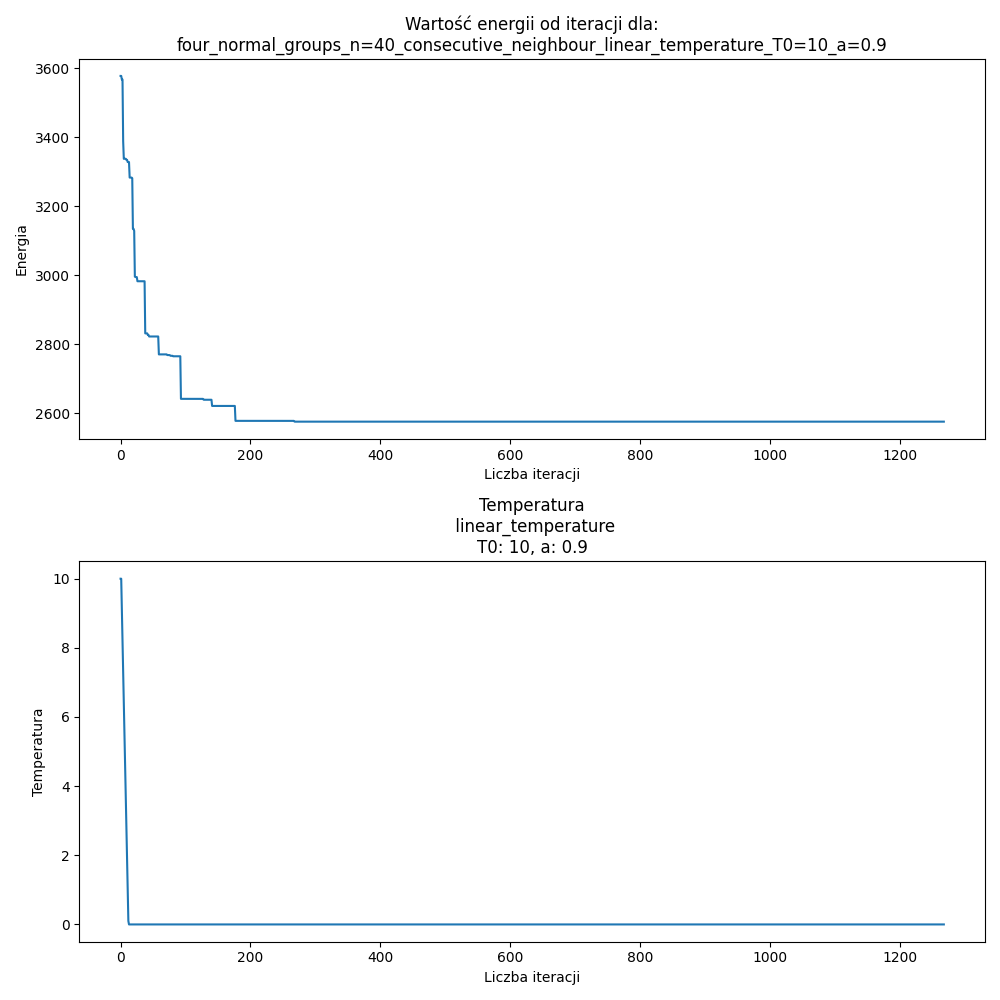 Wartość energii od iteracji dla:
four_normal_groups_n=40_consecutive_neighbour_linear_temperature_T0=10_a=0.9
3600
3400
3200
3000
2800
2600
Energia
0 200 400 600 800 1000 1200
Liczba iteracji
Temperatura
linear_temperature
T0: 10, a: 0.9
10
8
6
4
2
0
Temperatura
0 200 400 600 800 1000 1200
Liczba iteracji